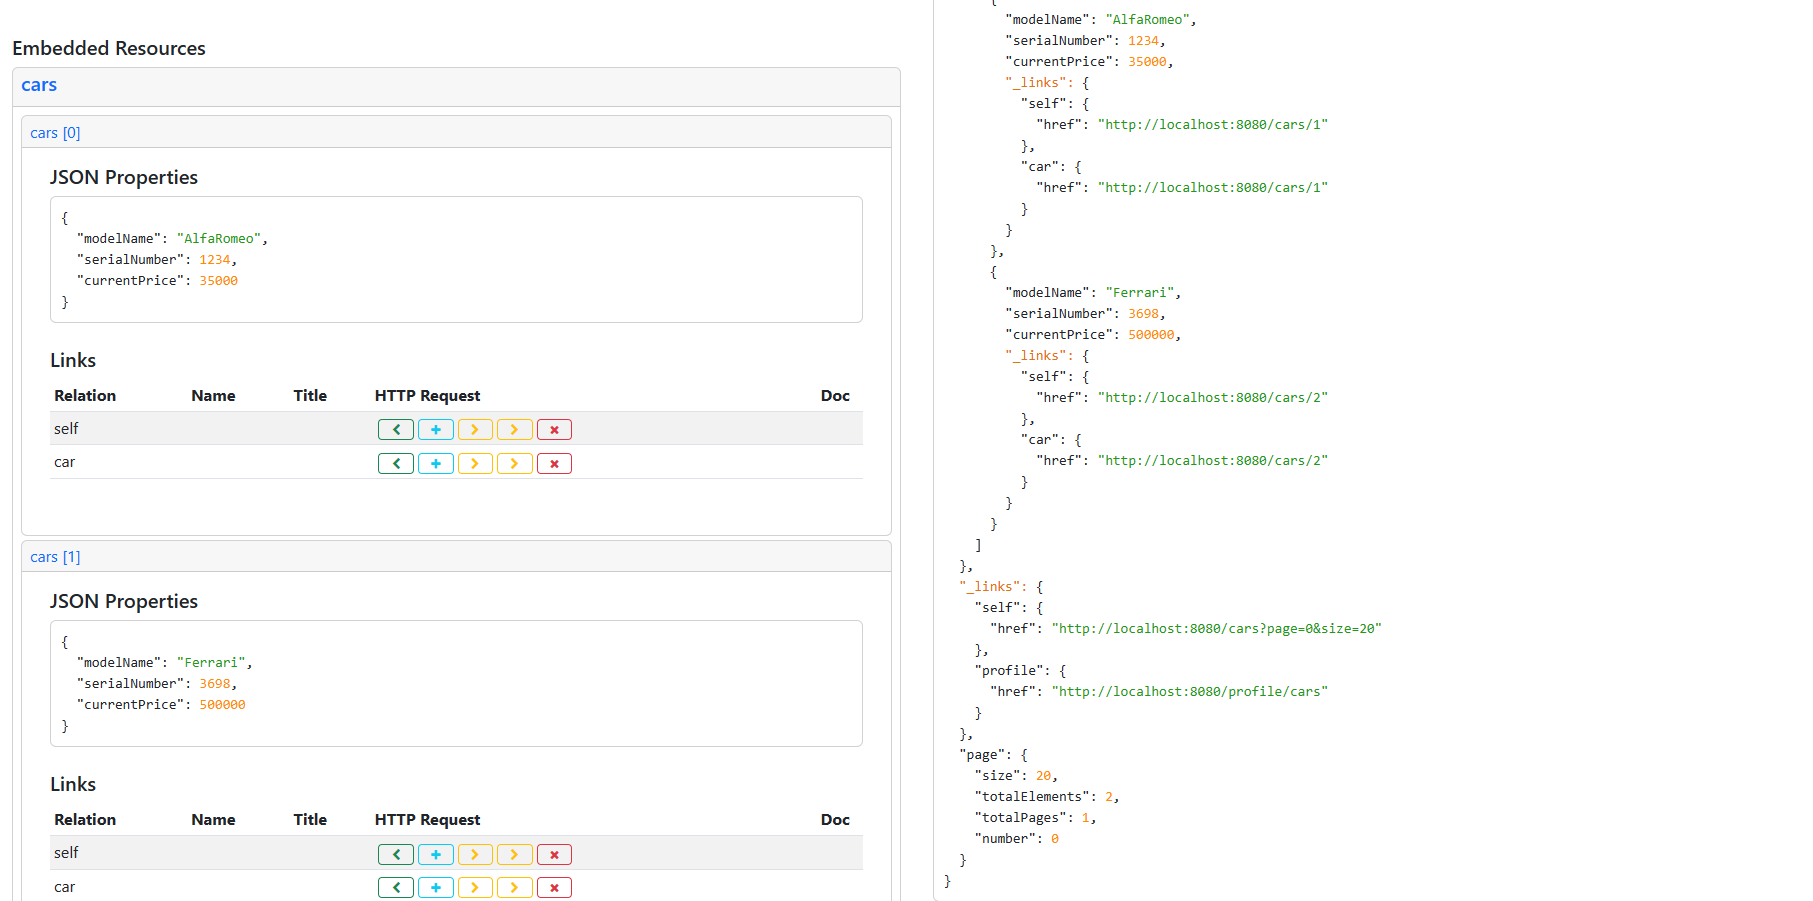 Embedded Resources
cars
cars [0]
JSON Properties
{
"modelName": "AlfaRomeo",
"serialNumber": 1234,
"currentPrice": 35000
}
Links
Relation Name Title HTTP Request Doc
self
car
cars [1]
JSON Properties
{
"modelName": "Ferrari",
"serialNumber": 3698,
"currentPrice": 500000
}
Links
Relation Name Title HTTP Request Doc
self
car
{
"modelName": "AlfaRomeo",
"serialNumber": 1234,
"currentPrice": 35000,
"_links": {
"self": {
"href": "http://localhost:8080/cars/1"
},
"car": {
"href": "http://localhost:8080/cars/1"
}
}
},
{
"modelName": "Ferrari",
"serialNumber": 3698,
"currentPrice": 500000,
"_links": {
"self": {
"href": "http://localhost:8080/cars/2"
},
"car": {
"href": "http://localhost:8080/cars/2"
}
}
}
]
},
"_links": {
"self": {
"href": "http://localhost:8080/cars?page=0&size=20"
},
"profile": {
"href": "http://localhost:8080/profile/cars"
}
},
"page": {
"size": 20,
"totalElements": 2,
"totalPages": 1,
"number": 0
}
}